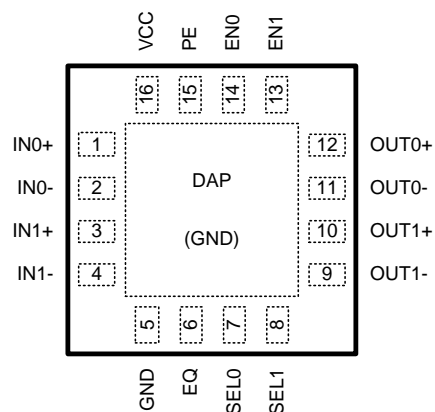 VCC
PE
EN0
EN1
16
15
14
13
IN0+ 1 12 OUT0+
IN0- 2 DAP 11 OUT0-
IN1+ 3 (GND) 10 OUT1+
IN1- 4 9 OUT1-
5
6
7
8
GND
EQ
SEL0
SEL1